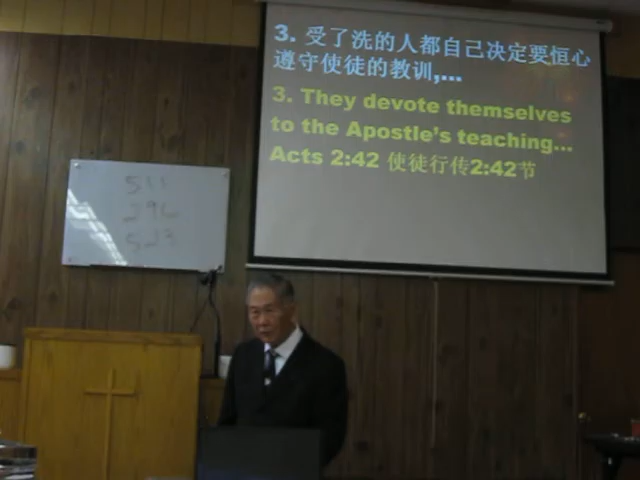 3. 受了洗的人都自己决定要恒心
遵守使徒的教训,...
3. They devote themselves
to the Apostle's teaching...
Acts 2:42 使徒行传2:42节
511
296
529